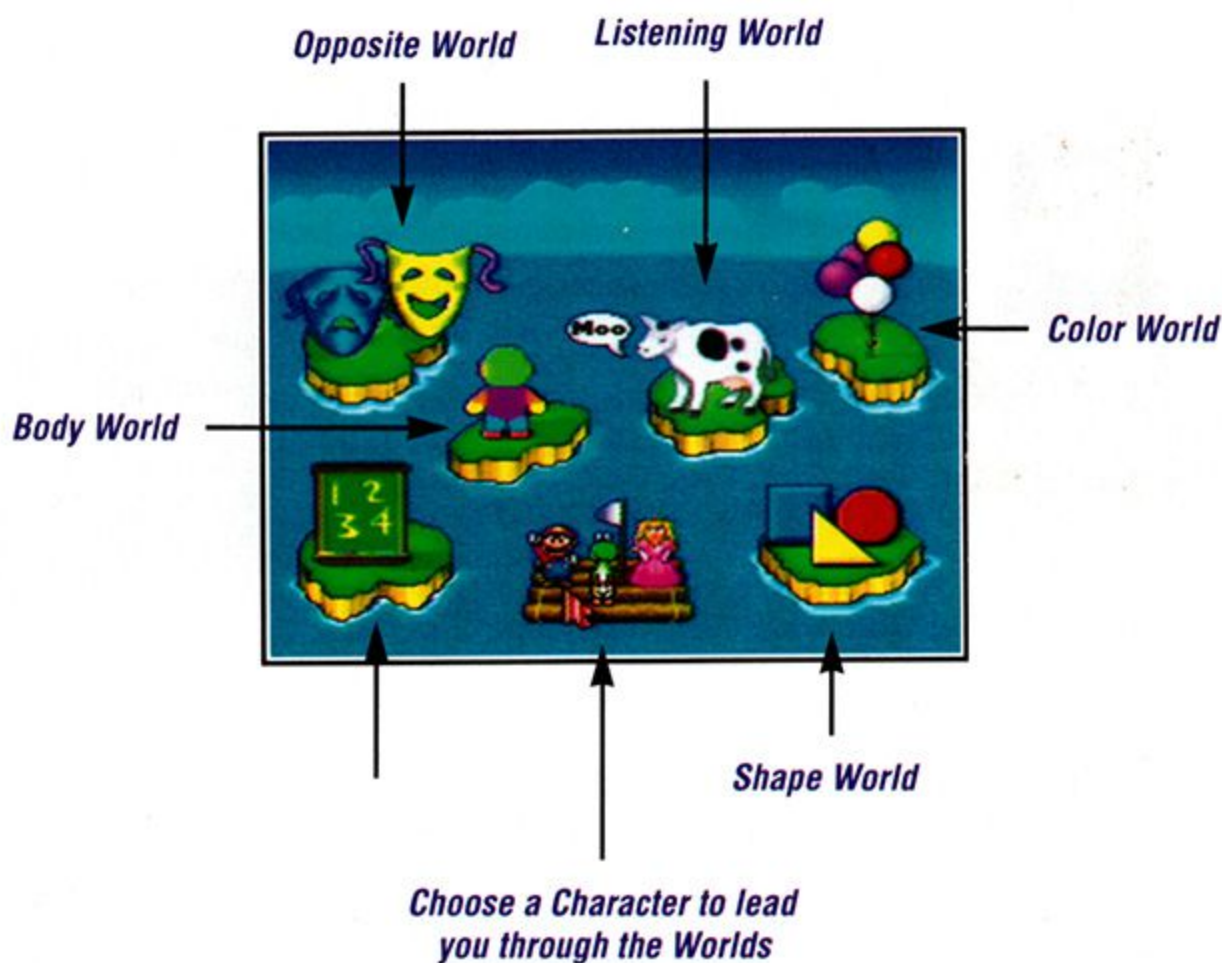 Opposite World
Listening World
Color World
Moo
Body World
1 2
3 4
Shape World
Choose a Character to lead
you through the Worlds